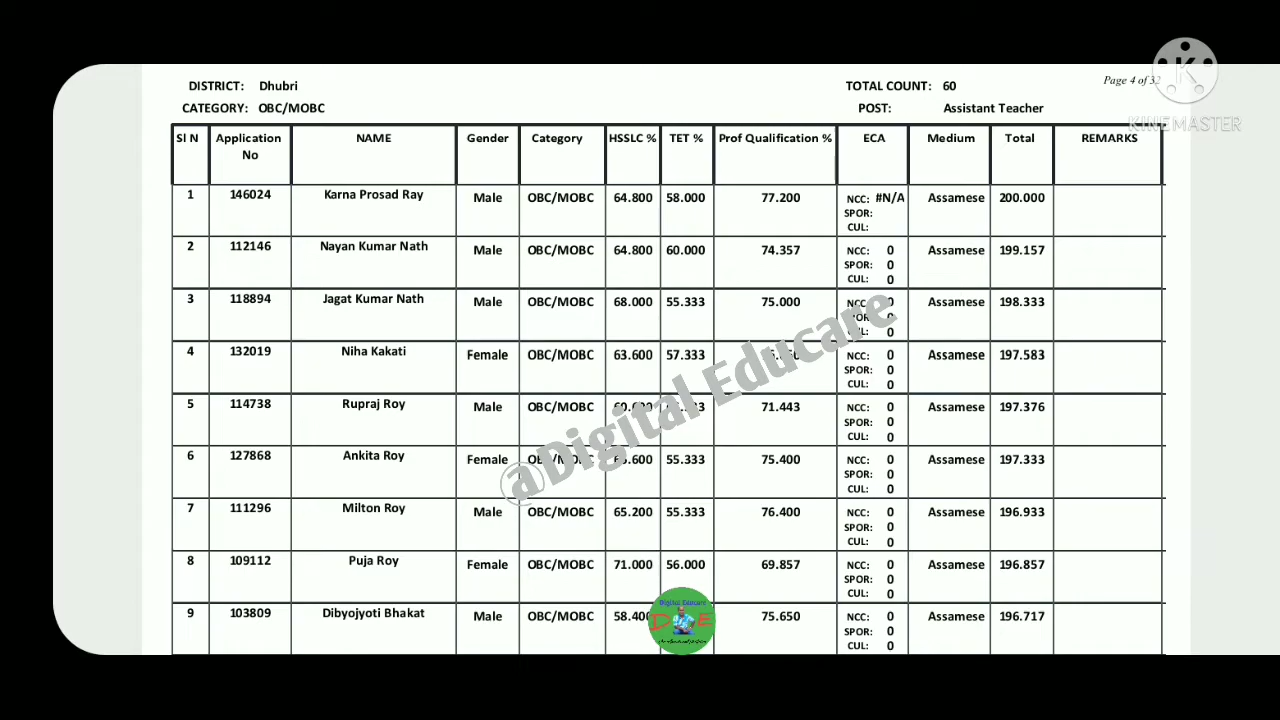 DISTRICT: Dhubri TOTAL COUNT: 60 Page 4 of 32
CATEGORY: OBC/MOBC POST: Assistant Teacher
KINEMASTER
Sl N Application No NAME Gender Category HSSLC % TET % Prof Qualification % ECA Medium Total REMARKS
1 146024 Karna Prosad Ray Male OBC/MOBC 64.800 58.000 77.200 NCC: #N/A Assamese 200.000
SPOR:
CUL:
2 112146 Nayan Kumar Nath Male OBC/MOBC 64.800 60.000 74.357 NCC: 0 Assamese 199.157
SPOR: 0
CUL: 0
3 118894 Jagat Kumar Nath Male OBC/MOBC 68.000 55.333 75.000 NCC: 0 Assamese 198.333
SPOR: 0
CUL: 0
4 132019 Niha Kakati Female OBC/MOBC 63.600 57.333 NCC: 0 Assamese 197.583
SPOR: 0
CUL: 0
5 114738 Rupraj Roy Male OBC/MOBC 71.443 NCC: 0 Assamese 197.376
SPOR: 0
CUL: 0
6 127868 Ankita Roy Female OBC/MOBC 55.333 75.400 NCC: 0 Assamese 197.333
SPOR: 0
CUL: 0
7 111296 Milton Roy Male OBC/MOBC 65.200 55.333 76.400 NCC: 0 Assamese 196.933
SPOR: 0
CUL: 0
8 109112 Puja Roy Female OBC/MOBC 71.000 56.000 69.857 NCC: 0 Assamese 196.857
SPOR: 0
CUL: 0
9 103809 Dibyojyoti Bhakat Male OBC/MOBC 58.400 75.650 NCC: 0 Assamese 196.717
SPOR: 0
CUL: 0
@Digital Educare
Digital Educare
D E